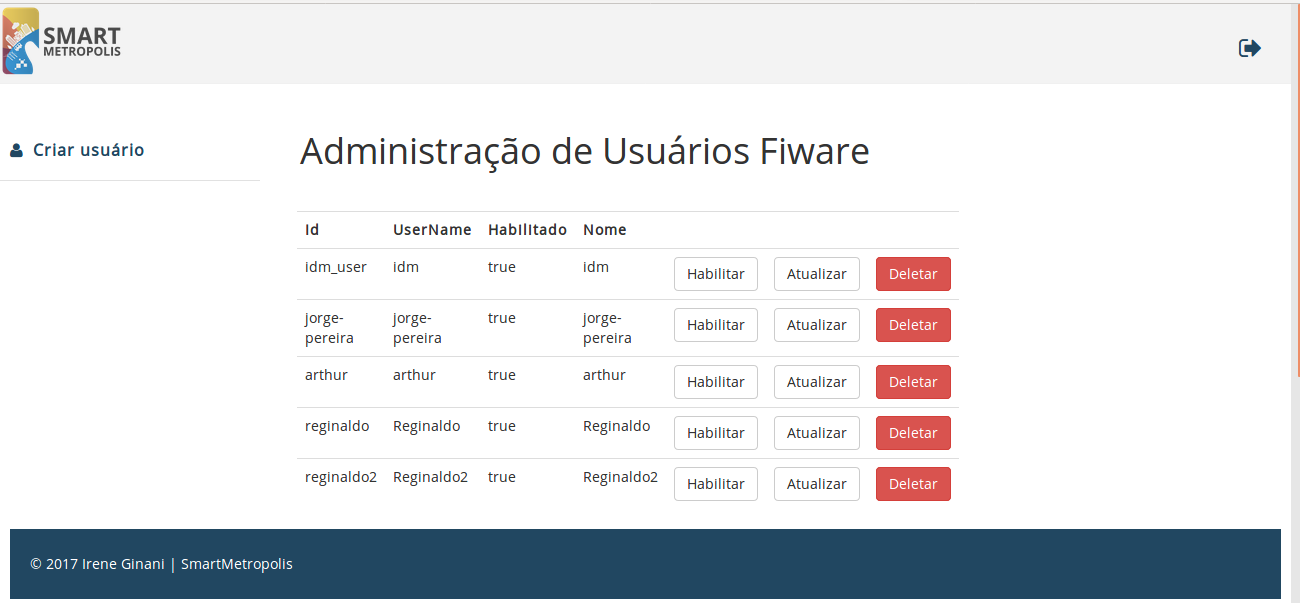 SMART
METROPOLIS
Criar usuário
Administração de Usuários Fiware
Id UserName HabilItado Nome
idm_user idm true idm Habilitar Atualizar Deletar
jorge- jorge- true jorge- Habilitar Atualizar Deletar
pereira pereira pereira
arthur arthur true arthur Habilitar Atualizar Deletar
reginaldo Reginaldo true Reginaldo Habilitar Atualizar Deletar
reginaldo2 Reginaldo2 true Reginaldo2 Habilitar Atualizar Deletar
© 2017 Irene Ginani | SmartMetropolis